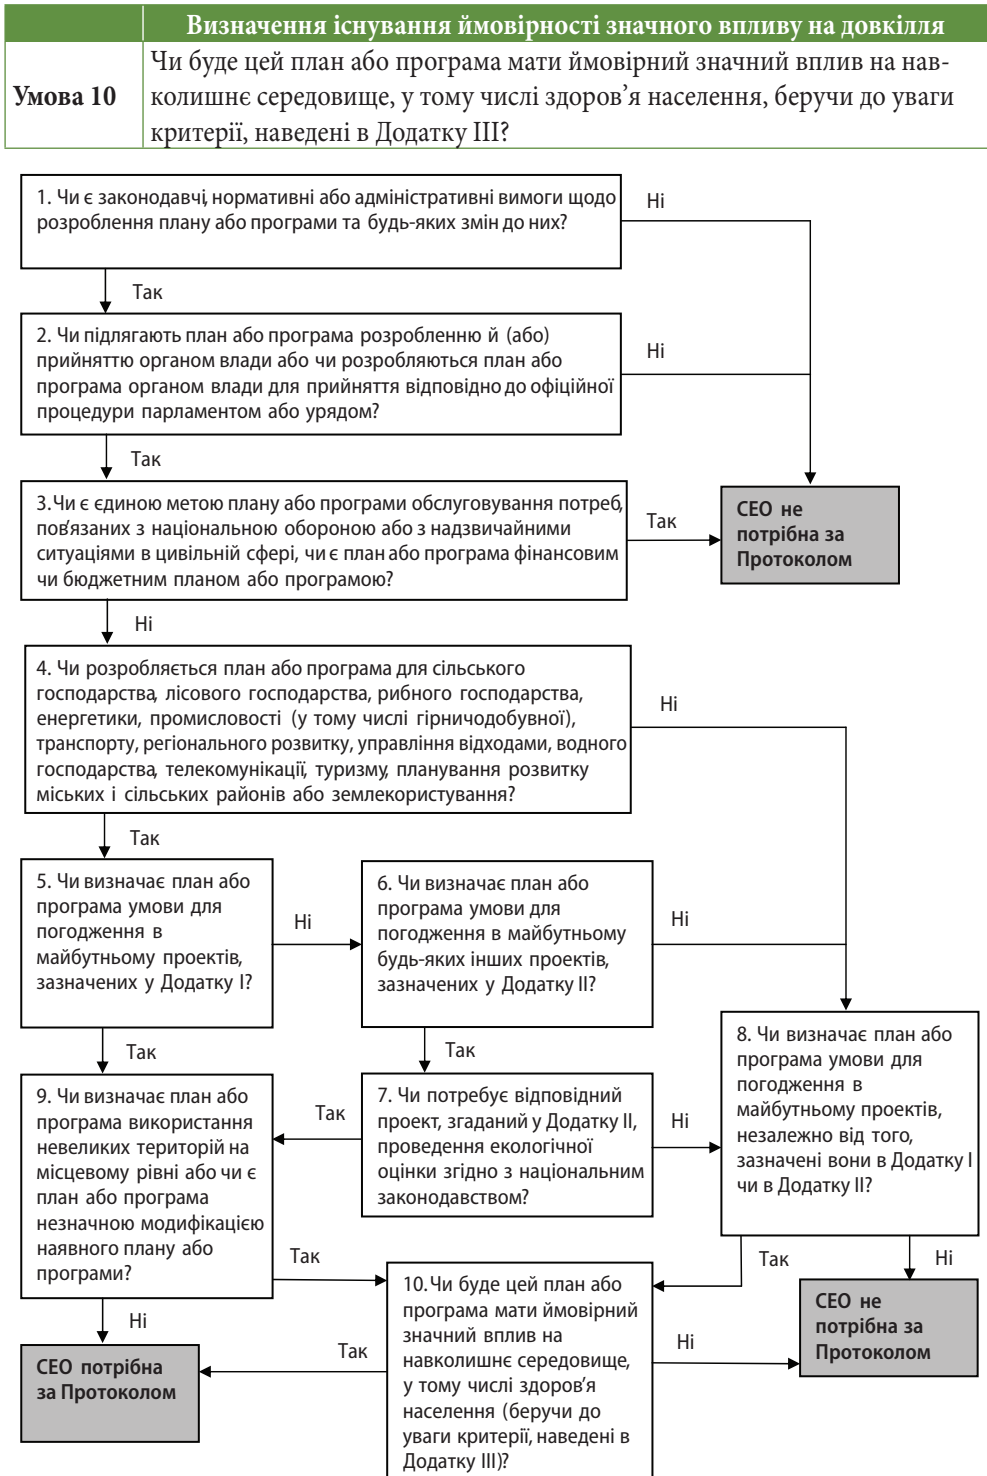 Визначення існування ймовірності значного впливу на довкілля
Умова 10
Чи буде цей план або програма мати ймовірний значний вплив на нав-
колишнє середовище, у тому числі здоров’я населення, беручи до уваги
критерії, наведені в Додатку ІІІ?
1. Чи є законодавчі, нормативні або адміністративні вимоги щодо
розроблення плану або програми та будь-яких змін до них?
Ні
Так
2. Чи підлягають план або програма розробленню й (або)
прийняттю органом влади або чи розробляються план або
програма органом влади для прийняття відповідно до офіційної
процедури парламентом або урядом?
Ні
Так
3.Чи є єдиною метою плану або програми обслуговування потреб,
пов’язаних з національною обороною або з надзвичайними
ситуаціями в цивільній сфері, чи є план або програма фінансовим
чи бюджетним планом або програмою?
Так
СЕО не
потрібна за
Протоколом
Ні
4. Чи розробляється план або програма для сільського
господарства, лісового господарства, рибного господарства,
енергетики, промисловості (у тому числі гірничодобувної),
транспорту, регіонального розвитку, управління відходами, водного
господарства, телекомунікації, туризму, планування розвитку
міських і сільських районів або землекористування?
Ні
Так
5. Чи визначає план або
програма умови для
погодження в
майбутньому проектів,
зазначених у Додатку І?
Ні
6. Чи визначає план або
програма умови для
погодження в майбутньому
будь-яких інших проектів,
зазначених у Додатку ІІ?
Ні
Так
Так
8. Чи визначає план або
програма умови для
погодження в
майбутньому проектів,
незалежно від того,
зазначені вони в Додатку І
чи в Додатку ІІ?
9. Чи визначає план або
програма використання
невеликих територій на
місцевому рівні або чи є
план або програма
незначною модифікацією
наявного плану або
програми?
Так
7. Чи потребує відповідний
проект, згаданий у Додатку ІІ,
проведення екологічної
оцінки згідно з національним
законодавством?
Ні
Так
Так
Ні
10.Чи буде цей план або
програма мати ймовірний
значний вплив на
навколишнє середовище,
у тому числі здоров’я
населення (беручи до
уваги критерії, наведені в
Додатку ІІІ)?
СЕО не
потрібна за
Протоколом
Ні
Так
Ні
СЕО потрібна
за Протоколом